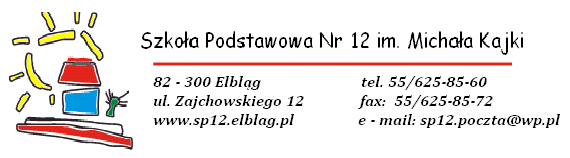 Szkoła Podstawowa Nr 12 im. Michała Kajki
82 - 300 Elbląg tel. 55/625-85-60
ul. Zajchowskiego 12 fax: 55/625-85-72
www.sp12.elblag.pl e - mail: sp12.poczta@wp.pl